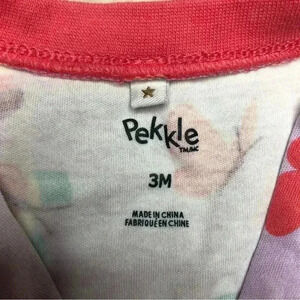 Pekkle
TM/MC
3M
MADE IN CHINA
FABRIQUÉ EN CHINE